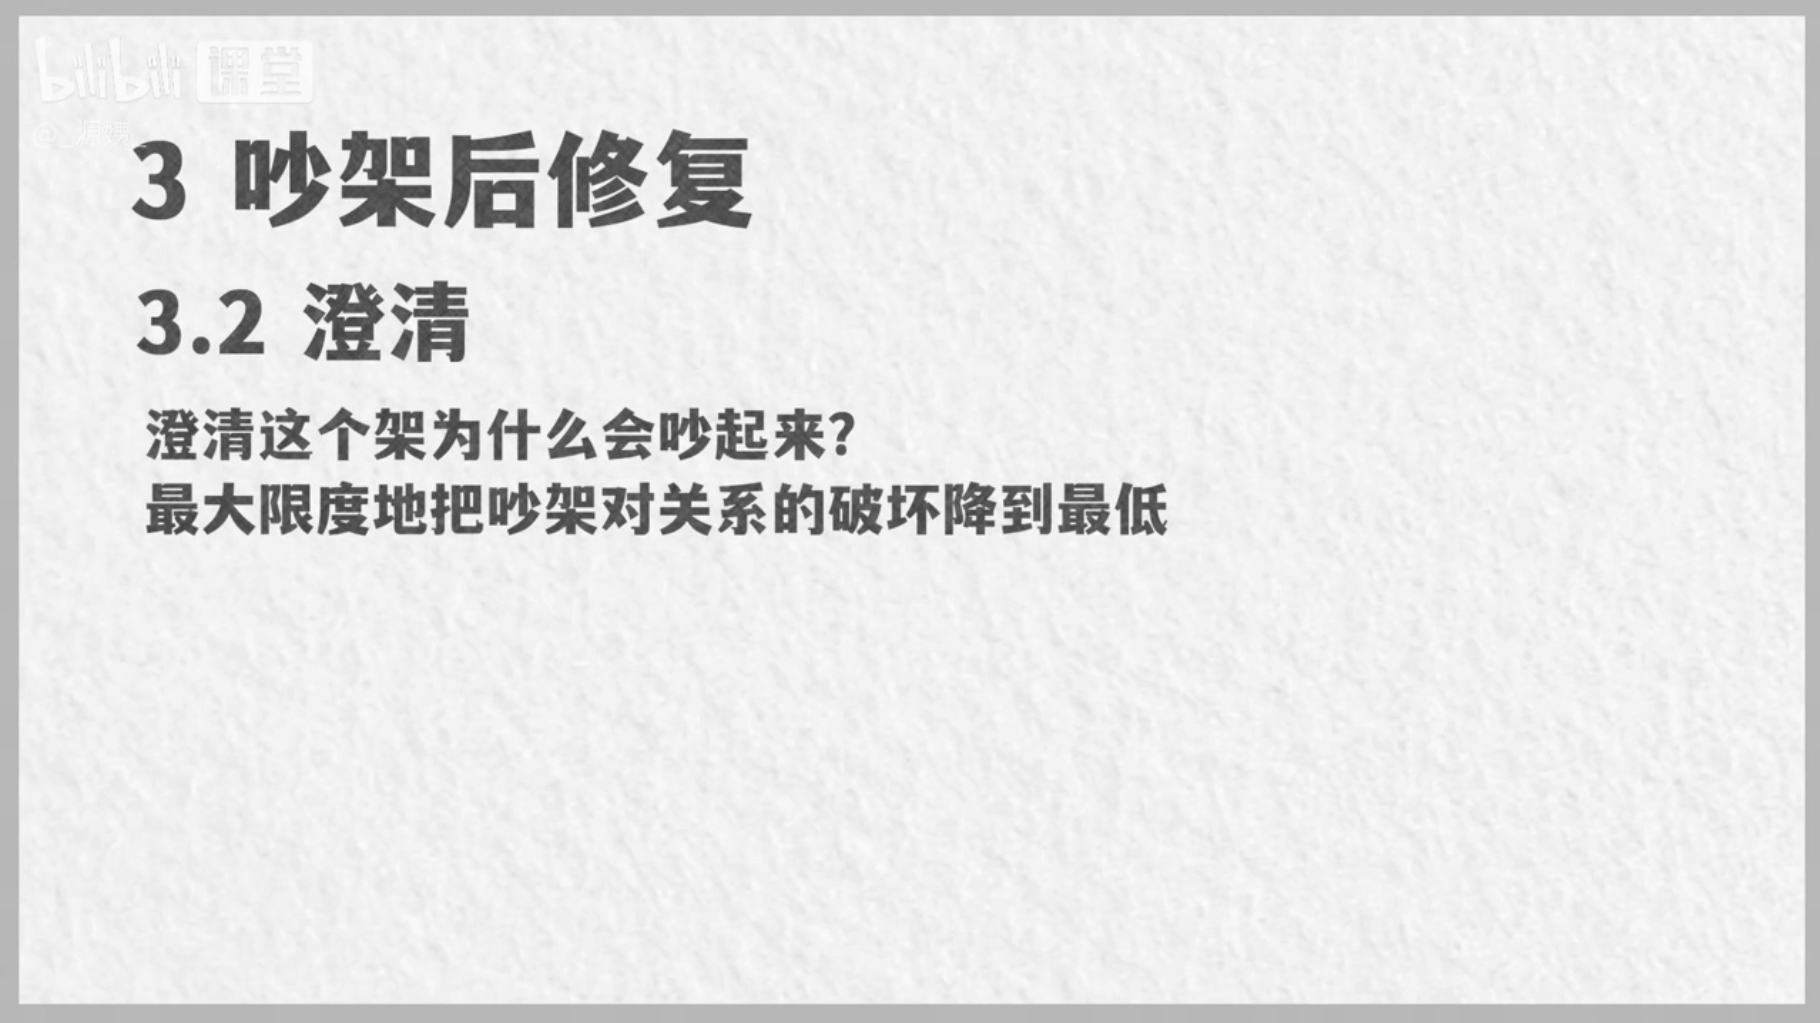 bilibili 课堂
3 吵架后修复
3.2 澄清
澄清这个架为什么会吵起来?
最大限度地把吵架对关系的破坏降到最低